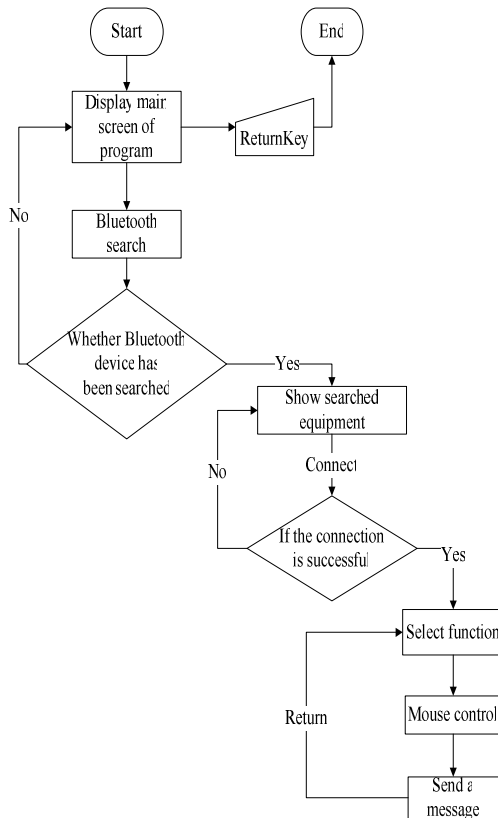 Start
End
Display main
screen of
program
ReturnKey
No
Bluetooth
search
Whether Bluetooth
device has
been searched
Yes
Show searched
equipment
No
Connect
If the connection
is successful
Yes
Select function
Return
Mouse control
Send a
message